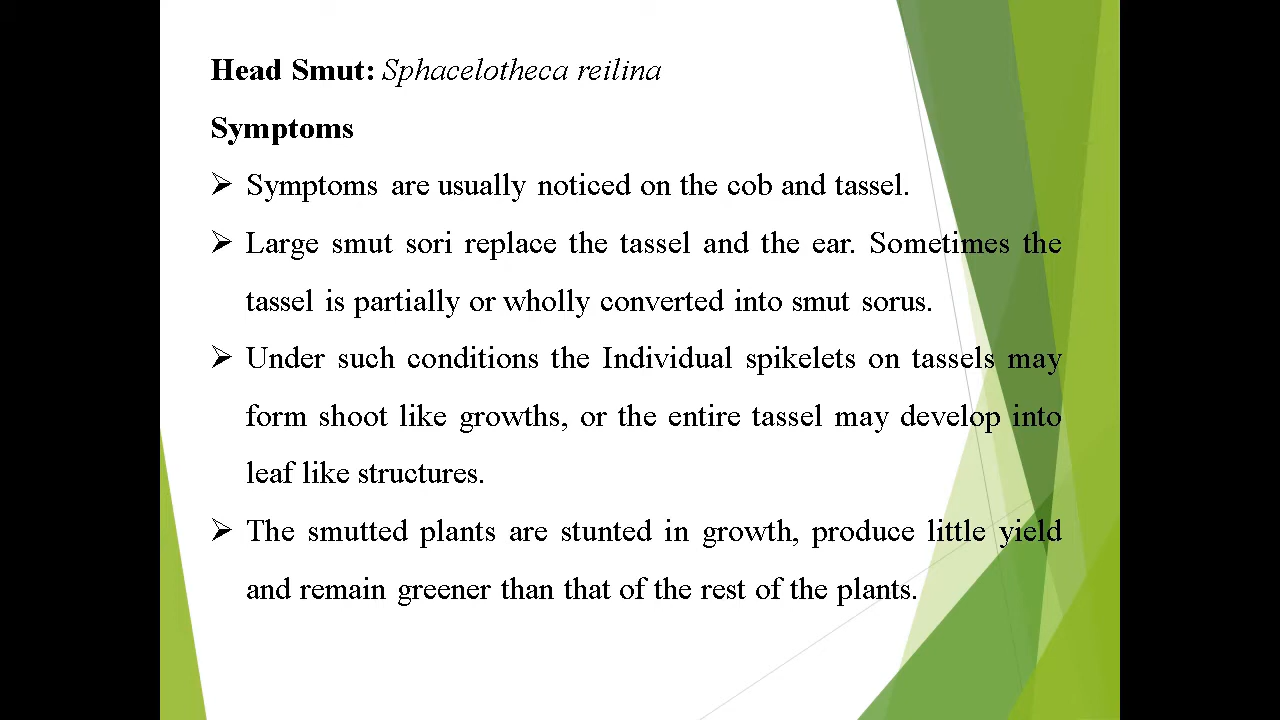 Head Smut: Sphacelotheca reilina
Symptoms
➢ Symptoms are usually noticed on the cob and tassel.
➢ Large smut sori replace the tassel and the ear. Sometimes the
tassel is partially or wholly converted into smut sorus.
➢ Under such conditions the Individual spikelets on tassels may
form shoot like growths, or the entire tassel may develop into
leaf like structures.
➢ The smutted plants are stunted in growth, produce little yield
and remain greener than that of the rest of the plants.